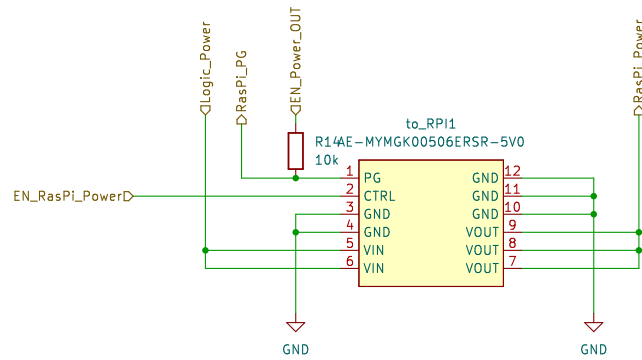 Logic_Power
RasPi_PG
EN_Power_OUT
RasPi_Power
to_RPI1
R14
AE-MYMGK00506ERSR-5V0
10k
EN_RasPi_Power
1 PG GND 12
2 CTRL GND 11
3 GND GND 10
4 GND VOUT 9
5 VIN VOUT 8
6 VIN VOUT 7
GND
GND